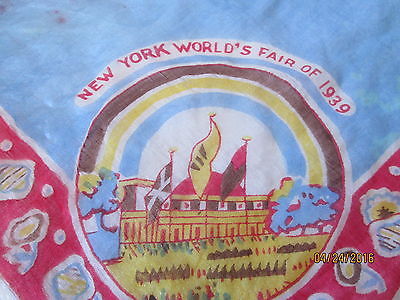 NEW YORK WORLD'S FAIR OF 1939
04/24/2016